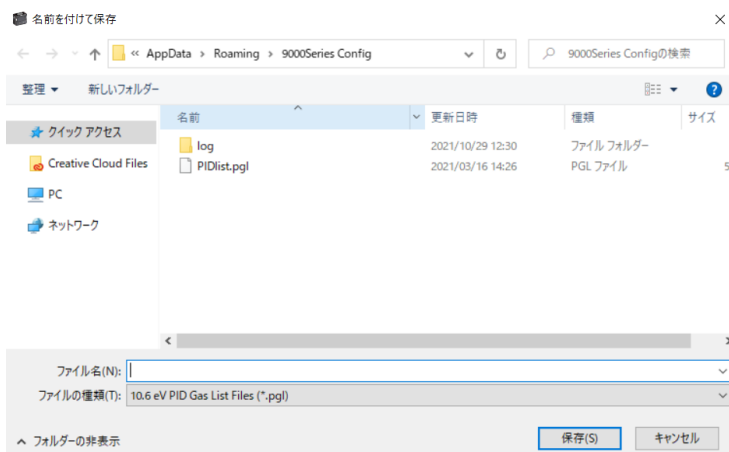 名前を付けて保存
« AppData › Roaming › 9000Series Config
9000Series Configの検索
整理 新しいフォルダー
名前 更新日時 種類 サイズ
クイック アクセス
Creative Cloud Files
PC
ネットワーク
log 2021/10/29 12:30 ファイル フォルダー
PIDlist.pgl 2021/03/16 14:26 PGL ファイル 5
ファイル名(N):
ファイルの種類(T): 10.6 eV PID Gas List Files (*.pgl)
フォルダーの非表示
保存(S) キャンセル